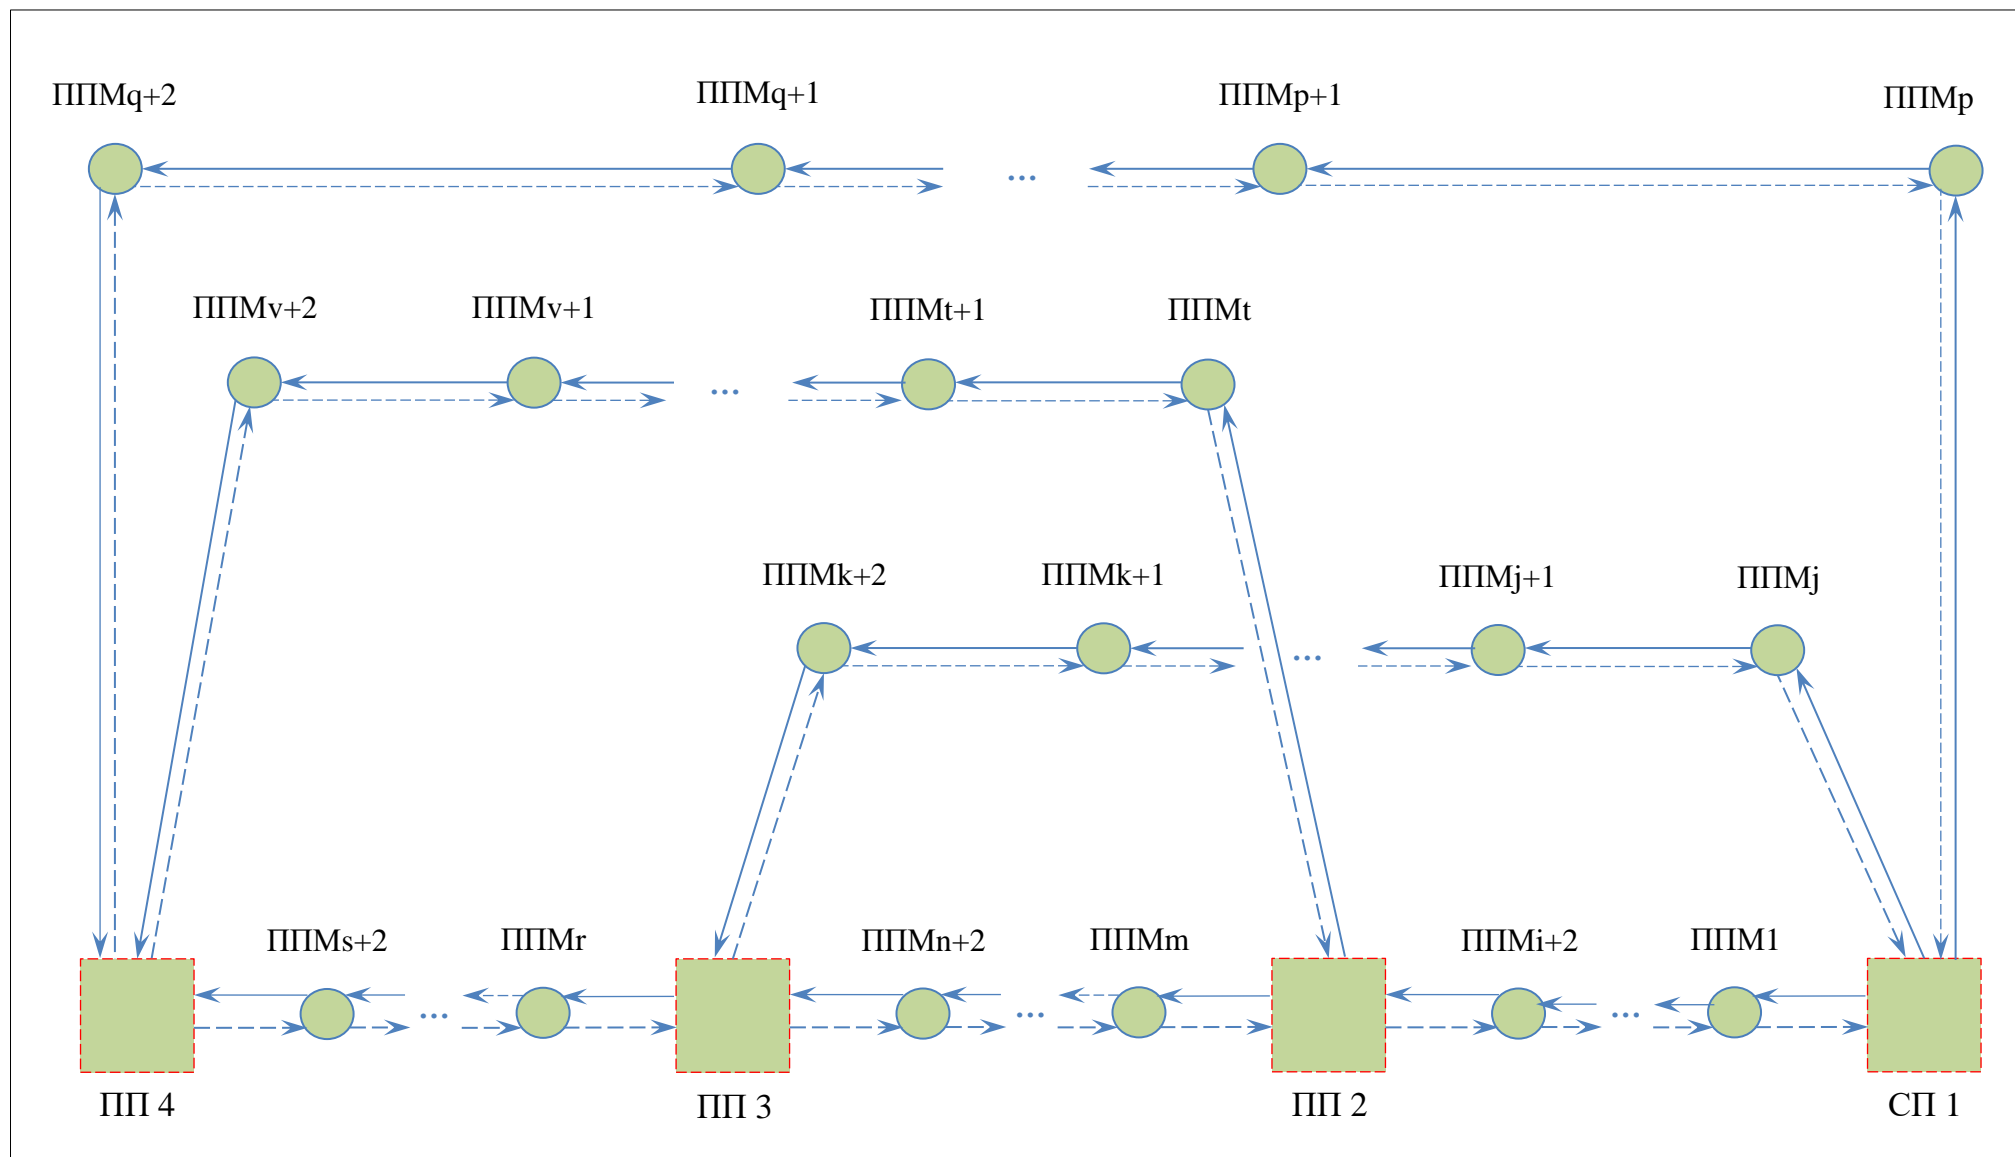 ППМq+2 ППМq+1 ППМp+1 ППМp
...
ППМv+2 ППМv+1 ППМt+1 ППМt
...
ППМk+2 ППМk+1 ППМj+1 ППМj
...
ППМs+2 ППМr ППМn+2 ППМm ППМi+2 ППМ1
... ... ...
ПП 4 ПП 3 ПП 2 СП 1